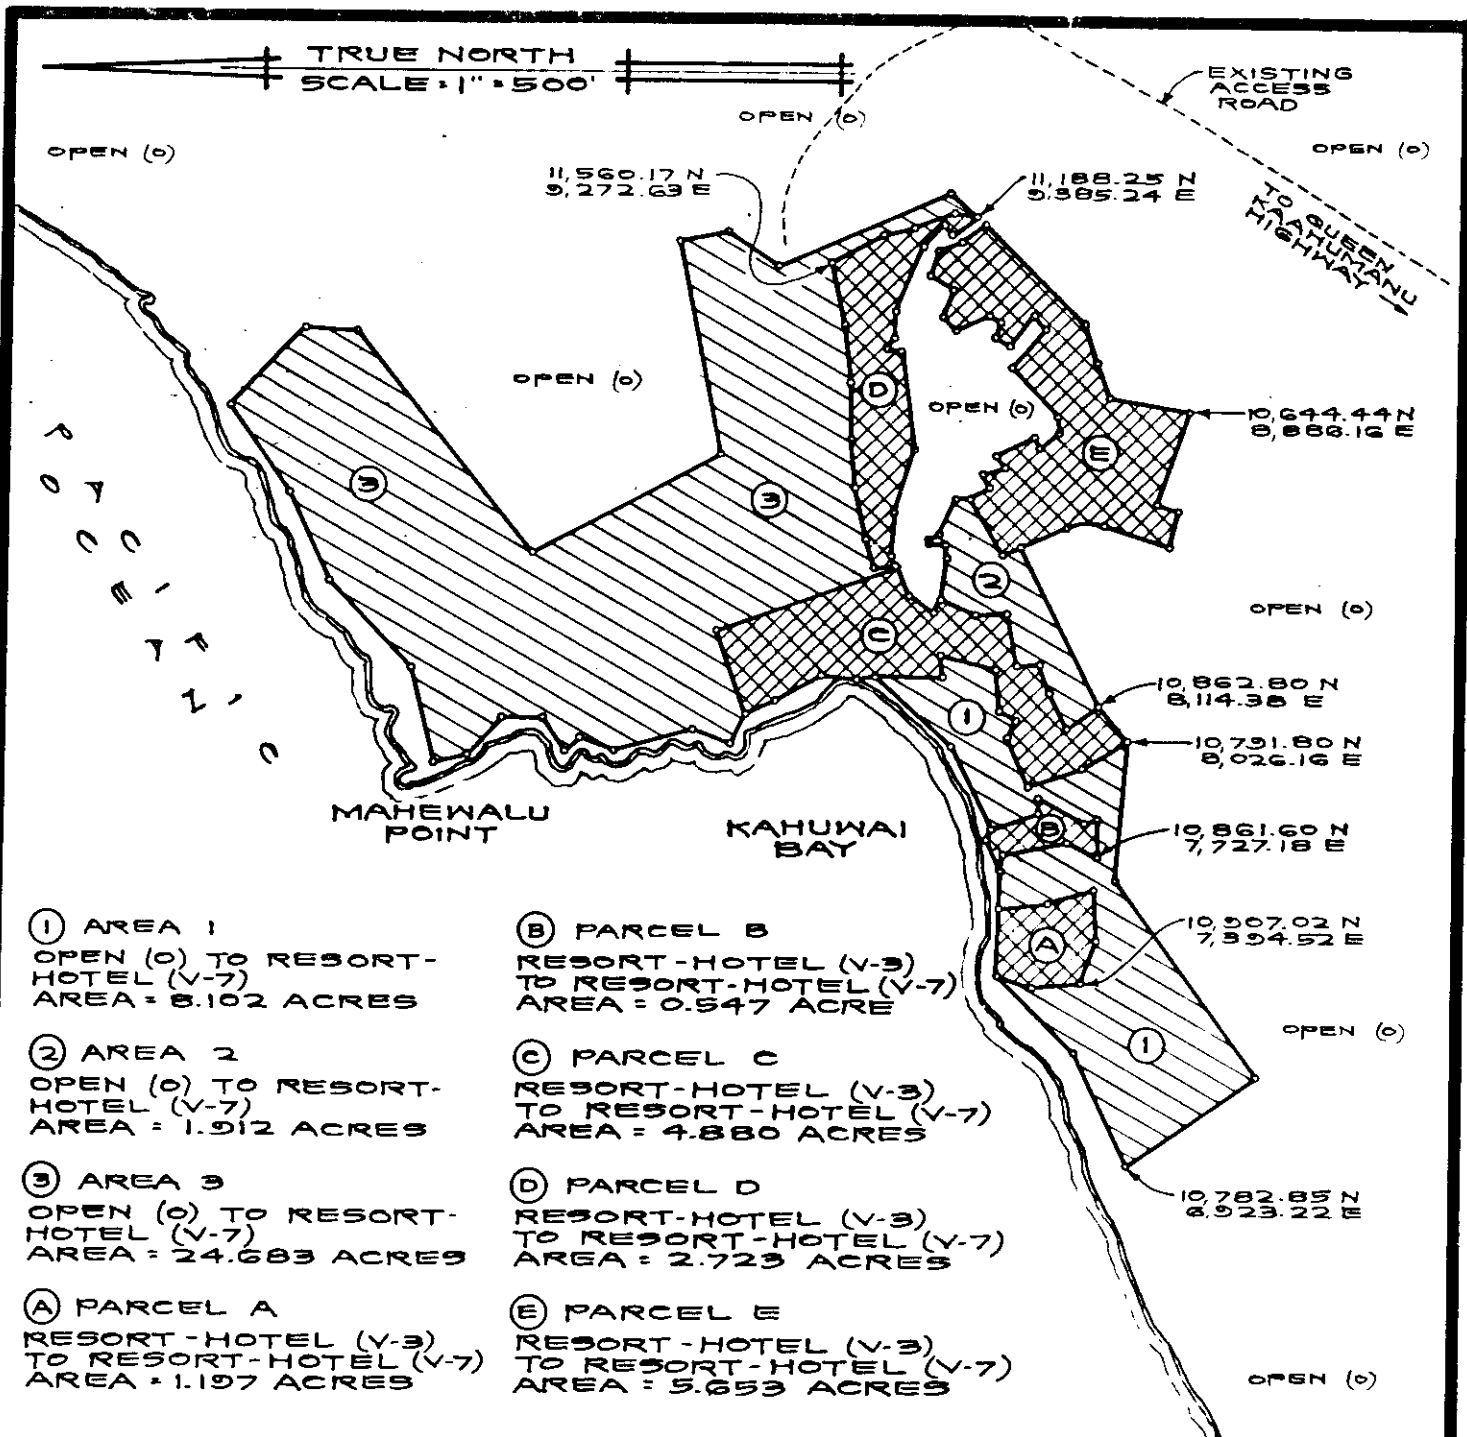 TRUE NORTH
SCALE : 1" = 500'
EXISTING
ACCESS
ROAD
OPEN (O)
OPEN (O)
OPEN (O)
11,560.17 N
9,272.63 E
11,188.25 N
9,385.24 E
TO QUEEN
KAAHUMANU
HIGHWAY
OPEN (O)
OPEN (O)
D
10,644.44 N
8,886.16 E
E
3
3
PACIFIC
OCEAN
2
OPEN (O)
C
10,862.80 N
8,114.38 E
1
10,791.80 N
8,026.16 E
MAHEWALU
POINT
KAHUWAI
BAY
B
10,861.60 N
7,727.18 E
A
10,907.02 N
7,394.52 E
1
OPEN (O)
10,782.85 N
6,923.22 E
OPEN (O)
1 AREA 1
OPEN (O) TO RESORT-
HOTEL (V-7)
AREA = 8.102 ACRES
2 AREA 2
OPEN (O) TO RESORT-
HOTEL (V-7)
AREA = 1.912 ACRES
3 AREA 3
OPEN (O) TO RESORT-
HOTEL (V-7)
AREA = 24.683 ACRES
A PARCEL A
RESORT-HOTEL (V-3)
TO RESORT-HOTEL (V-7)
AREA = 1.197 ACRES
B PARCEL B
RESORT-HOTEL (V-3)
TO RESORT-HOTEL (V-7)
AREA = 0.547 ACRE
C PARCEL C
RESORT-HOTEL (V-3)
TO RESORT-HOTEL (V-7)
AREA = 4.880 ACRES
D PARCEL D
RESORT-HOTEL (V-3)
TO RESORT-HOTEL (V-7)
AREA = 2.723 ACRES
E PARCEL E
RESORT-HOTEL (V-3)
TO RESORT-HOTEL (V-7)
AREA = 5.653 ACRES